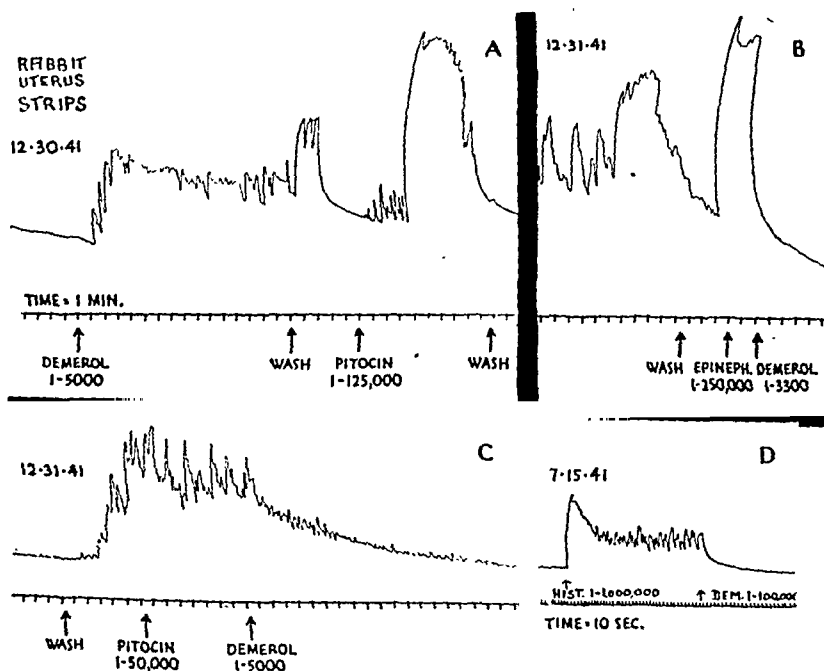 A
RABBIT
UTERUS
STRIPS
12·30·41
TIME = 1 MIN.
DEMEROL
1-5000
WASH
PITOCIN
1-125,000
WASH
B
12·31·41
WASH
EPINEPH.
1-250,000
DEMEROL
1-3300
C
12·31·41
WASH
PITOCIN
1-50,000
DEMEROL
1-5000
D
7·15·41
HIST. 1-1,000,000
DEM. 1-100,000
TIME = 10 SEC.